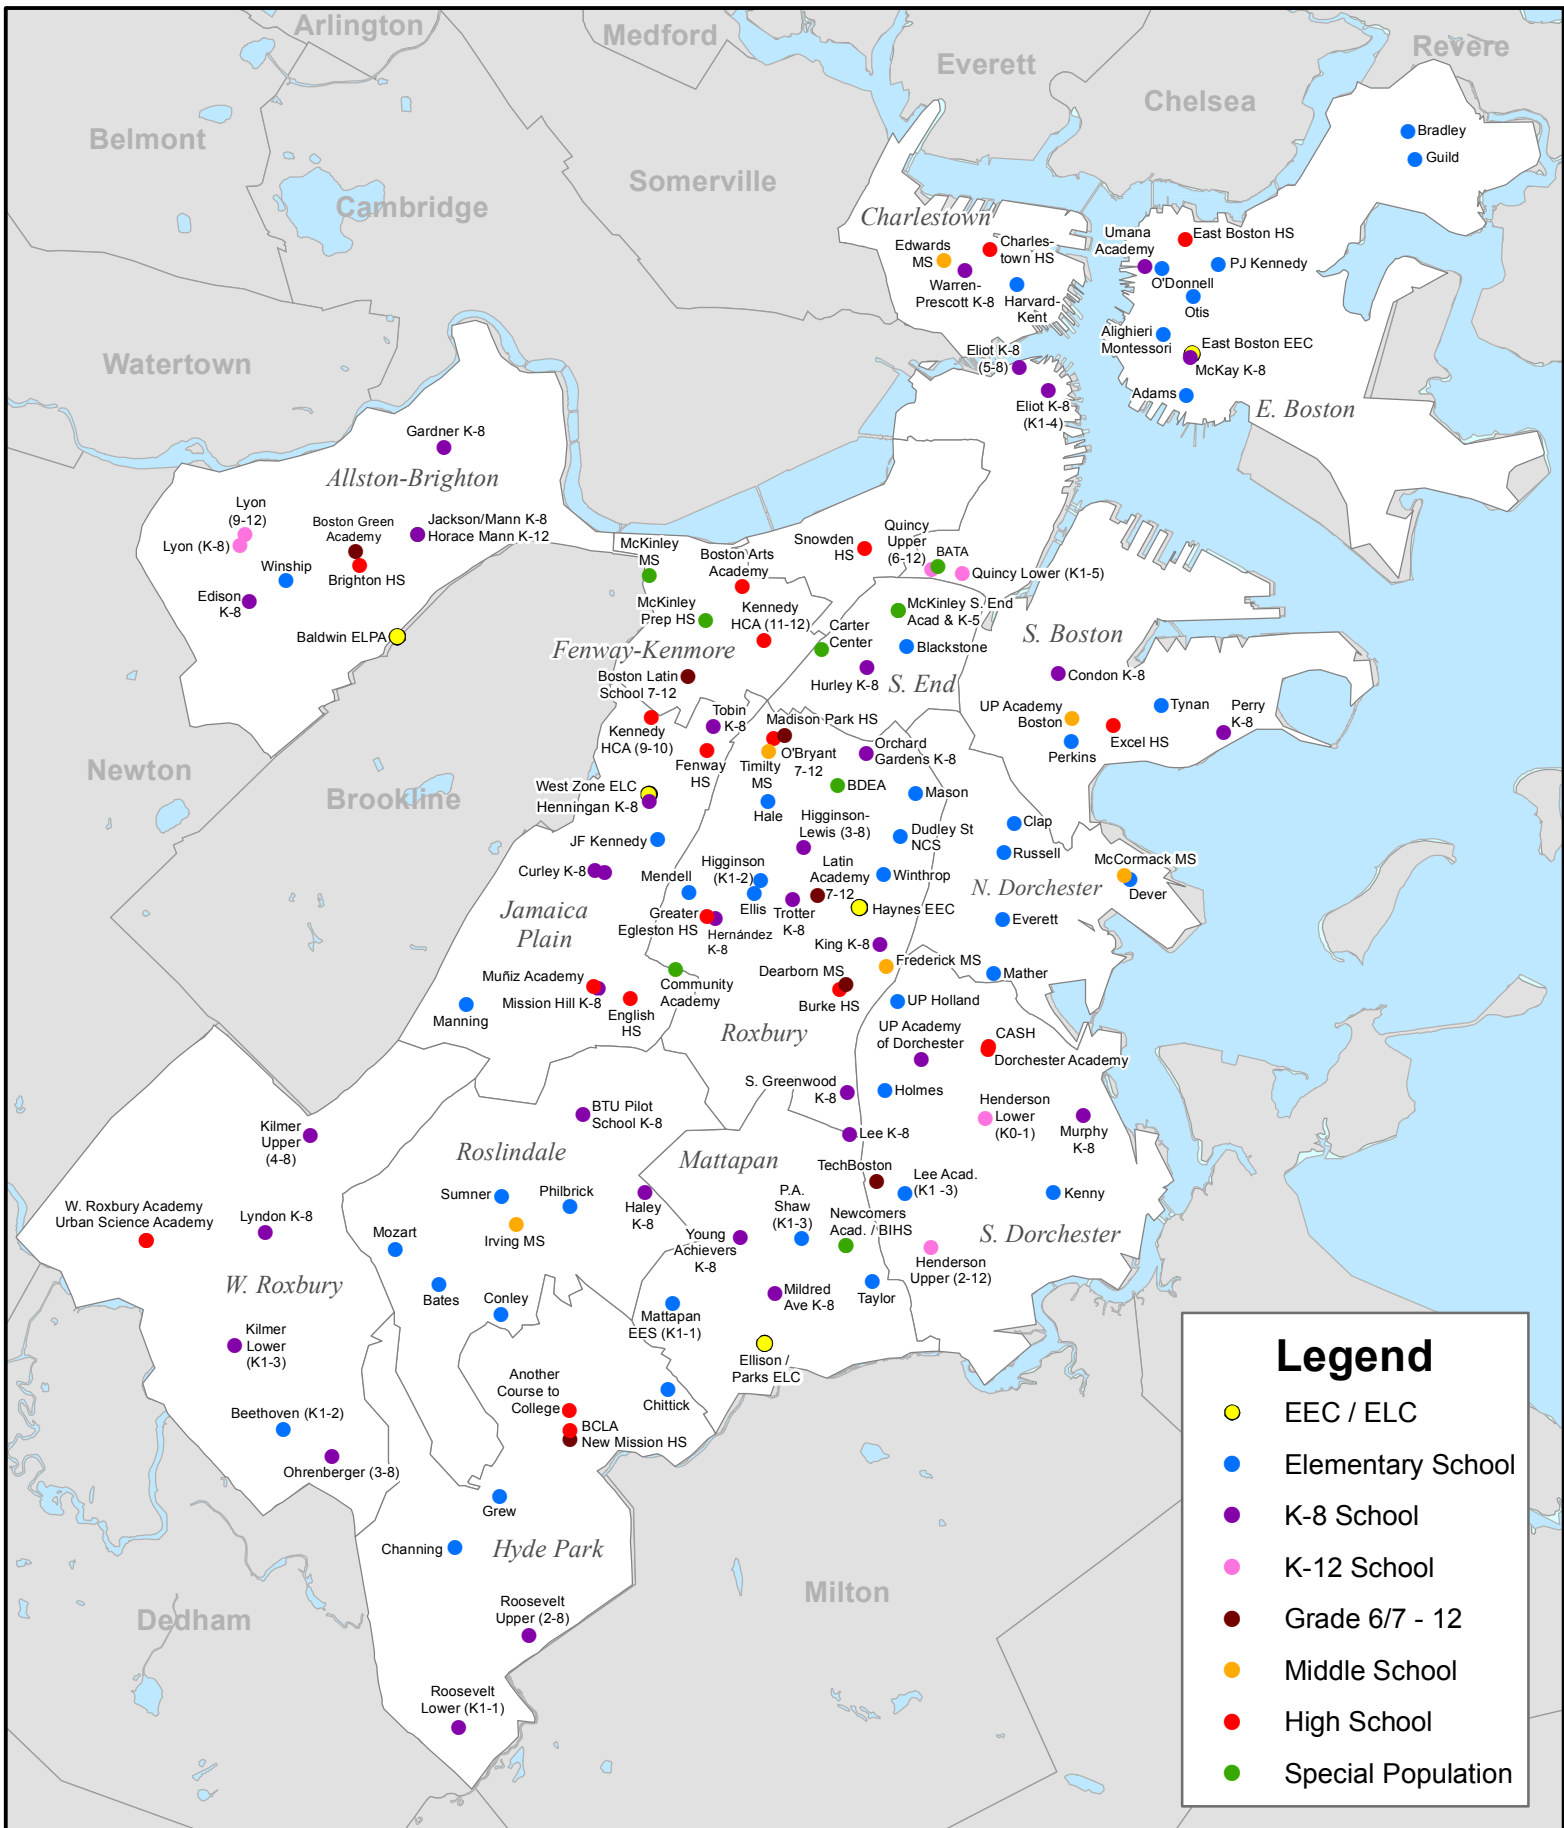 Arlington
Medford
Everett
Revere
Chelsea
Belmont
Somerville
Cambridge
Watertown
Newton
Brookline
Dedham
Milton
Bradley
Guild
Charlestown
Edwards
MS
Charles-
town HS
Warren-
Prescott K-8
Harvard-
Kent
Umana
Academy
East Boston HS
PJ Kennedy
O'Donnell
Otis
Alighieri
Montessori
East Boston EEC
McKay K-8
Adams
E. Boston
Eliot K-8
(5-8)
Eliot K-8
(K1-4)
Gardner K-8
Allston-Brighton
Lyon
(9-12)
Lyon (K-8)
Boston Green
Academy
Brighton HS
Jackson/Mann K-8
Horace Mann K-12
Winship
Edison
K-8
Baldwin ELPA
McKinley
MS
Boston Arts
Academy
Snowden
HS
Quincy
Upper
(6-12)
BATA
Quincy Lower (K1-5)
McKinley
Prep HS
Kennedy
HCA (11-12)
Carter
Center
McKinley S. End
Acad & K-5
Blackstone
Fenway-Kenmore
Hurley K-8
S. End
Boston Latin
School 7-12
S. Boston
Condon K-8
UP Academy
Boston
Tynan
Perry
K-8
Excel HS
Perkins
Kennedy
HCA (9-10)
Tobin
K-8
Fenway
HS
Madison Park HS
O'Bryant
7-12
Timilty
MS
Orchard
Gardens K-8
West Zone ELC
Henningan K-8
BDEA
Mason
Hale
Higginson-
Lewis (3-8)
Dudley St
NCS
Clap
Russell
JF Kennedy
Curley K-8
Mendell
Higginson
(K1-2)
Ellis
Trotter
K-8
Latin
Academy
7-12
Winthrop
McCormack MS
Dever
N. Dorchester
Haynes EEC
Everett
Jamaica
Plain
Greater
Egleston HS
Hernández
K-8
King K-8
Frederick MS
Mather
Muñiz Academy
Mission Hill K-8
English
HS
Community
Academy
Dearborn MS
Burke HS
UP Holland
Manning
Roxbury
UP Academy
of Dorchester
CASH
Dorchester Academy
S. Greenwood
K-8
Holmes
Henderson
Lower
(K0-1)
Murphy
K-8
Kilmer
Upper
(4-8)
BTU Pilot
School K-8
Lee K-8
Roslindale
Mattapan
TechBoston
Lee Acad.
(K1 -3)
Kenny
W. Roxbury Academy
Urban Science Academy
Lyndon K-8
Sumner
Philbrick
Haley
K-8
P.A.
Shaw
(K1-3)
Newcomers
Acad. / BIHS
Irving MS
Mozart
Young
Achievers
K-8
S. Dorchester
Henderson
Upper (2-12)
W. Roxbury
Bates
Conley
Mattapan
EES (K1-1)
Mildred
Ave K-8
Taylor
Kilmer
Lower
(K1-3)
Ellison /
Parks ELC
Another
Course to
College
Chittick
Beethoven (K1-2)
BCLA
New Mission HS
Ohrenberger (3-8)
Grew
Channing
Hyde Park
Roosevelt
Upper (2-8)
Roosevelt
Lower (K1-1)
Legend
EEC / ELC
Elementary School
K-8 School
K-12 School
Grade 6/7 - 12
Middle School
High School
Special Population